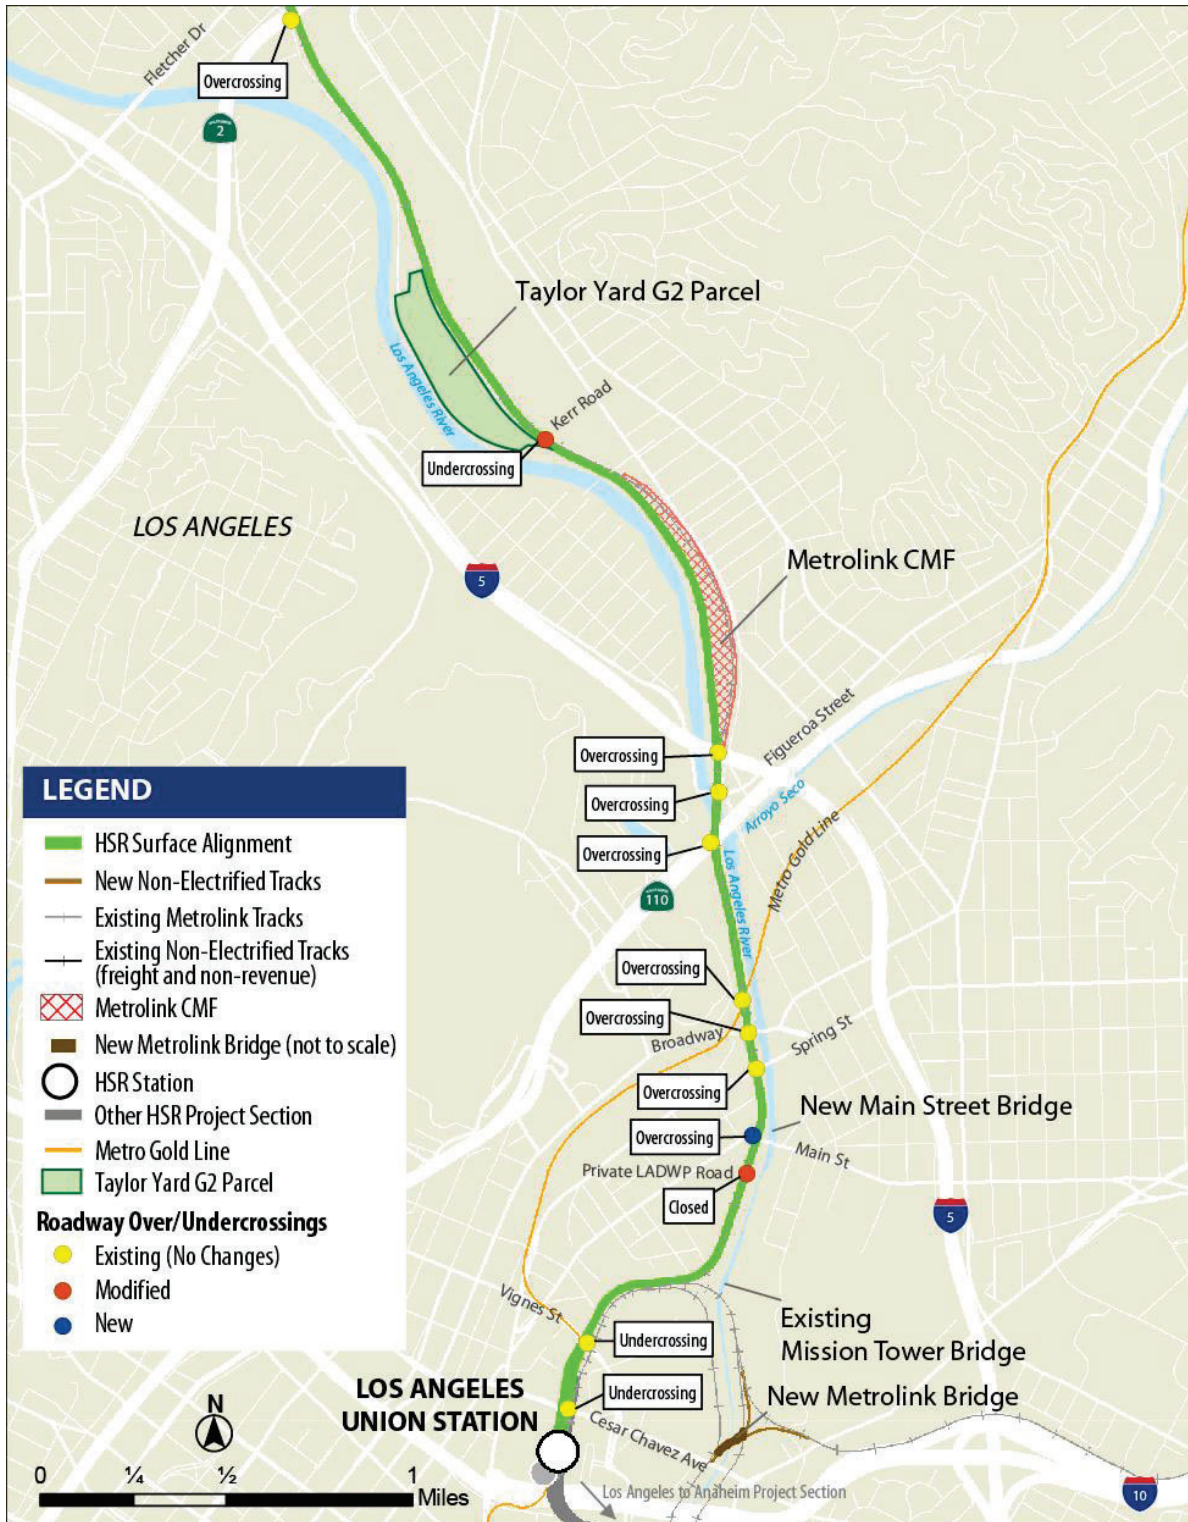 Fletcher Dr
Overcrossing
2
Taylor Yard G2 Parcel
Los Angeles River
Kerr Road
Undercrossing
LOS ANGELES
5
Metrolink CMF
Figueroa Street
Overcrossing
Overcrossing
Arroyo Seco
Overcrossing
Metro Gold Line
Los Angeles River
110
Overcrossing
Overcrossing
Broadway
Spring St
Overcrossing
New Main Street Bridge
Overcrossing
Main St
Private LADWP Road
Closed
5
Vignes St
Existing
Mission Tower Bridge
Undercrossing
LOS ANGELES
UNION STATION
Undercrossing
New Metrolink Bridge
Cesar Chavez Ave
Los Angeles to Anaheim Project Section
10
LEGEND
HSR Surface Alignment
New Non-Electrified Tracks
Existing Metrolink Tracks
Existing Non-Electrified Tracks
(freight and non-revenue)
Metrolink CMF
New Metrolink Bridge (not to scale)
HSR Station
Other HSR Project Section
Metro Gold Line
Taylor Yard G2 Parcel
Roadway Over/Undercrossings
Existing (No Changes)
Modified
New
N
0 ¼ ½ 1
Miles